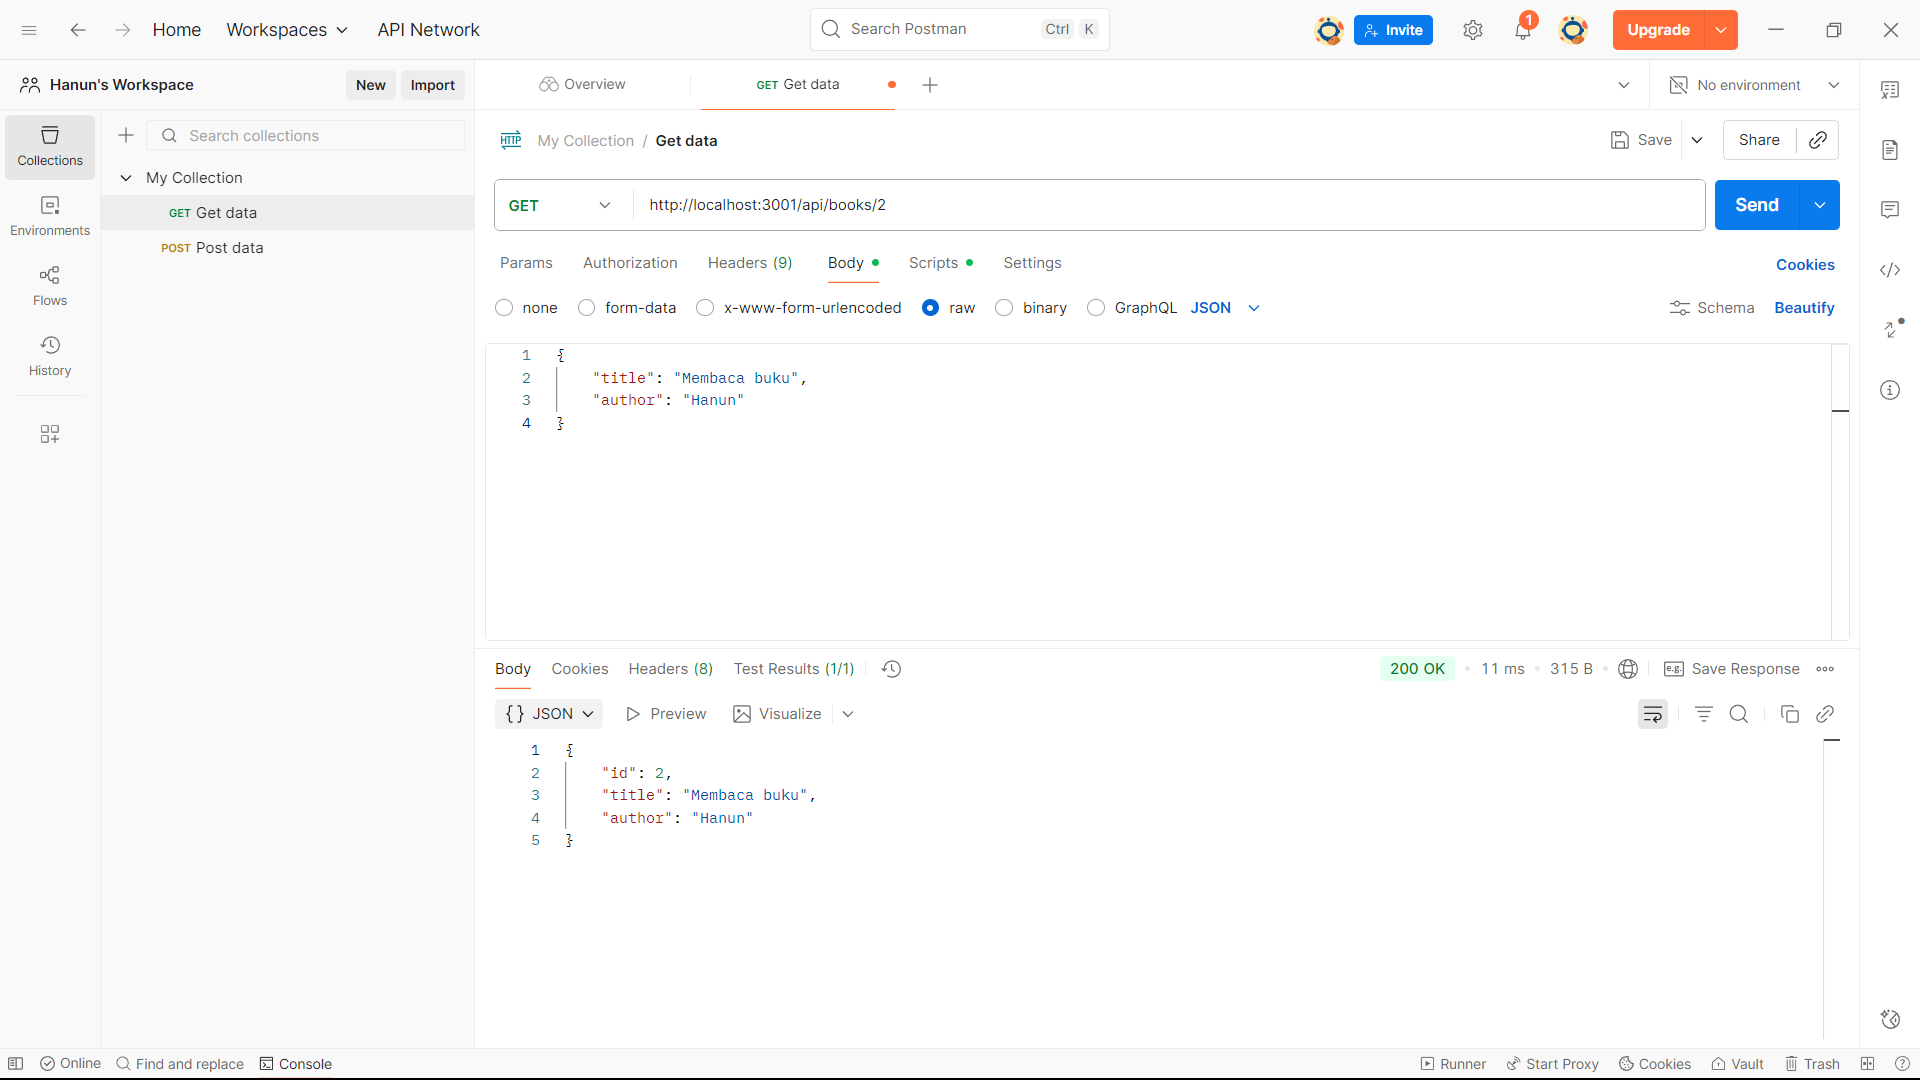 Home Workspaces API Network Search Postman Ctrl K Invite 1 Upgrade
Hanun's Workspace New Import Overview GET Get data No environment
Search collections
Collections
My Collection
GET Get data
POST Post data
Environments
Flows
History
HTTP My Collection / Get data Save Share
GET http://localhost:3001/api/books/2 Send
Params Authorization Headers (9) Body Scripts Settings Cookies
none form-data x-www-form-urlencoded raw binary GraphQL JSON Schema Beautify
1 {
2 "title": "Membaca buku",
3 "author": "Hanun"
4 }
Body Cookies Headers (8) Test Results (1/1) 200 OK 11 ms 315 B e.g. Save Response
{} JSON Preview Visualize
1 {
2 "id": 2,
3 "title": "Membaca buku",
4 "author": "Hanun"
5 }
Online Find and replace Console Runner Start Proxy Cookies Vault Trash